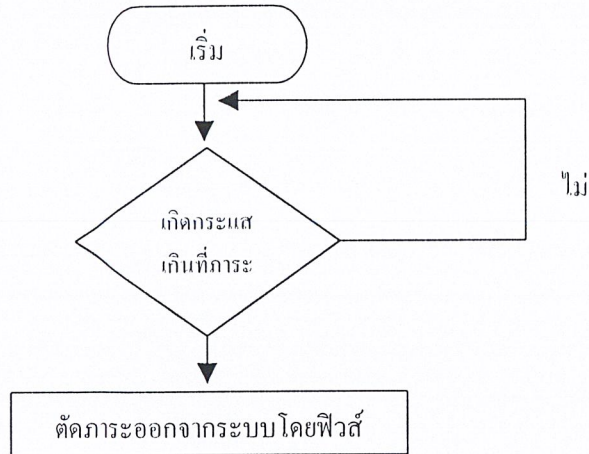 เริ่ม
ไม่
เกิดกระแส
เกินที่ภาระ
ตัดภาระออกจากระบบโดยฟิวส์